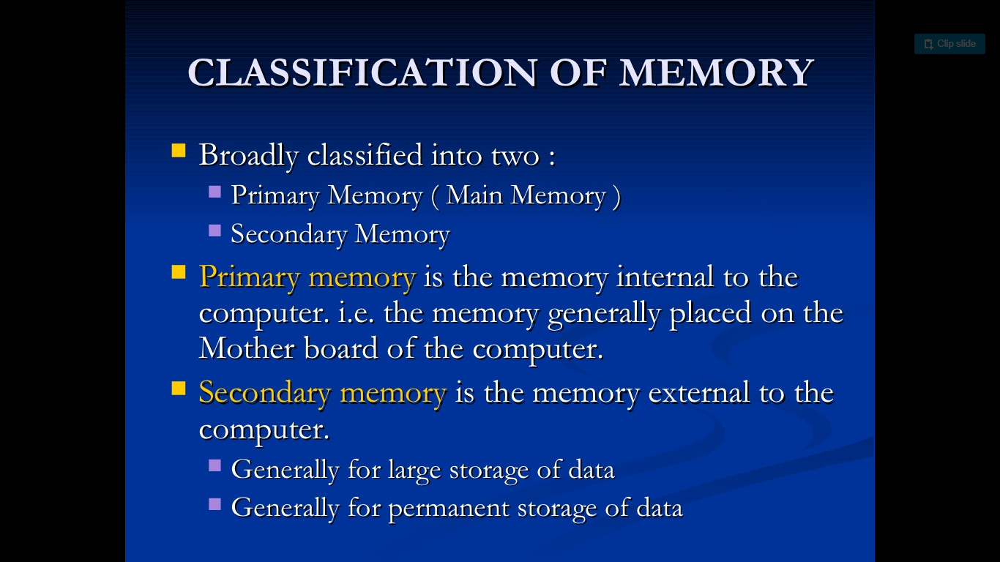 Clip slide
CLASSIFICATION OF MEMORY
Broadly classified into two :
Primary Memory ( Main Memory )
Secondary Memory
Primary memory is the memory internal to the
computer. i.e. the memory generally placed on the
Mother board of the computer.
Secondary memory is the memory external to the
computer.
Generally for large storage of data
Generally for permanent storage of data